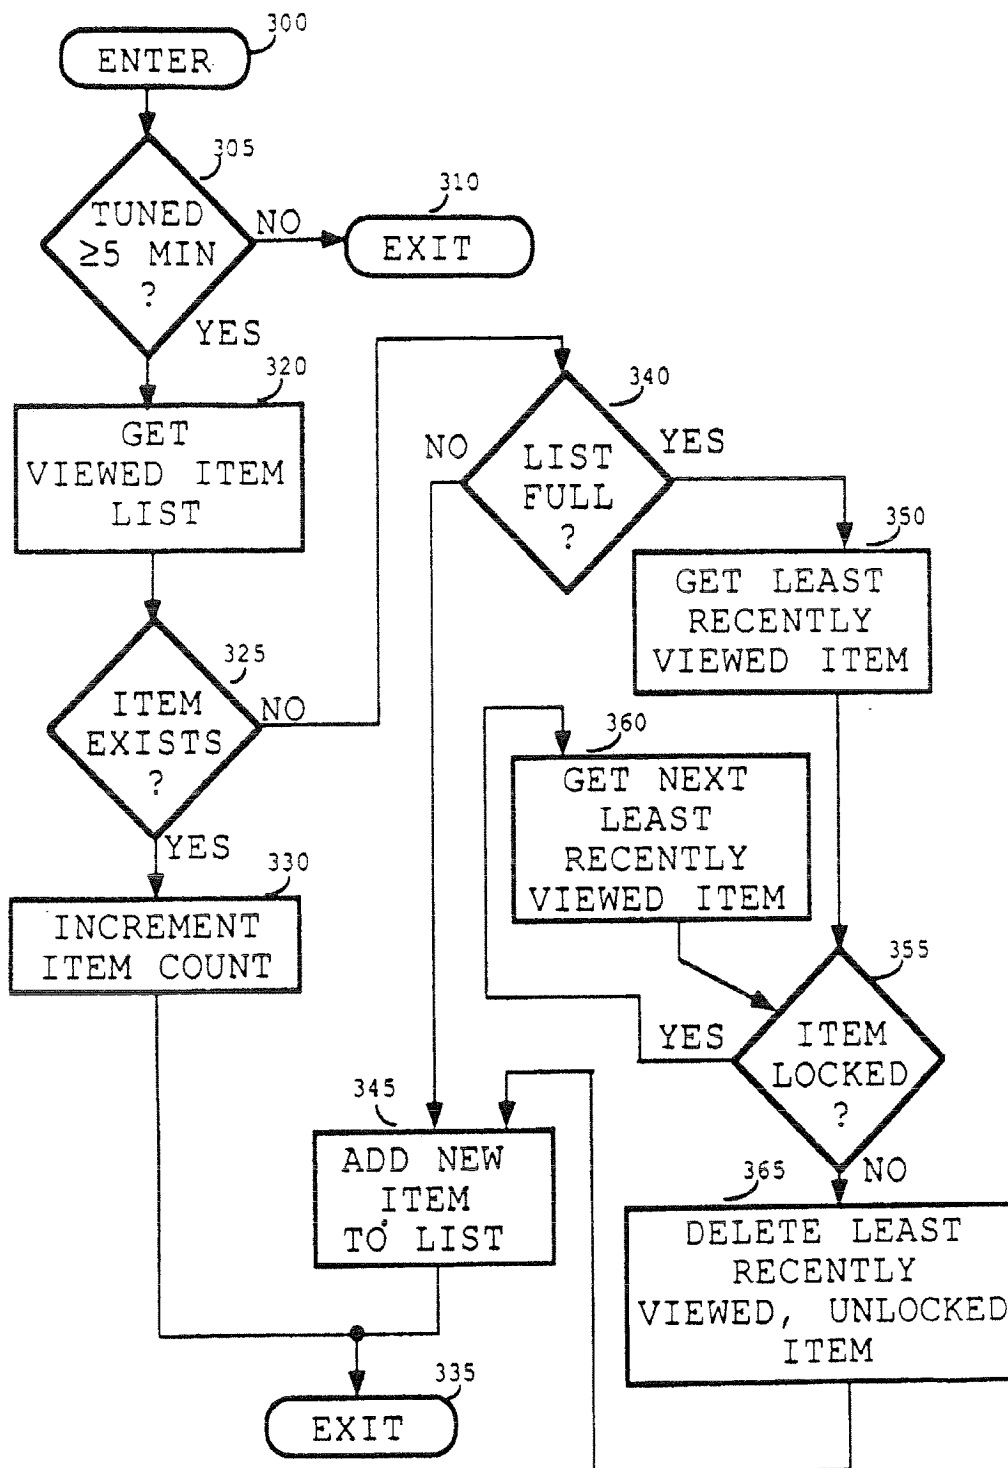 300
ENTER
305
TUNED
≥5 MIN
?
NO
YES
310
EXIT
320
GET
VIEWED ITEM
LIST
325
ITEM
EXISTS
?
NO
YES
330
INCREMENT
ITEM COUNT
340
LIST
FULL
?
NO
YES
350
GET LEAST
RECENTLY
VIEWED ITEM
360
GET NEXT
LEAST
RECENTLY
VIEWED ITEM
355
ITEM
LOCKED
?
YES
NO
345
ADD NEW
ITEM
TO LIST
365
DELETE LEAST
RECENTLY
VIEWED, UNLOCKED
ITEM
335
EXIT